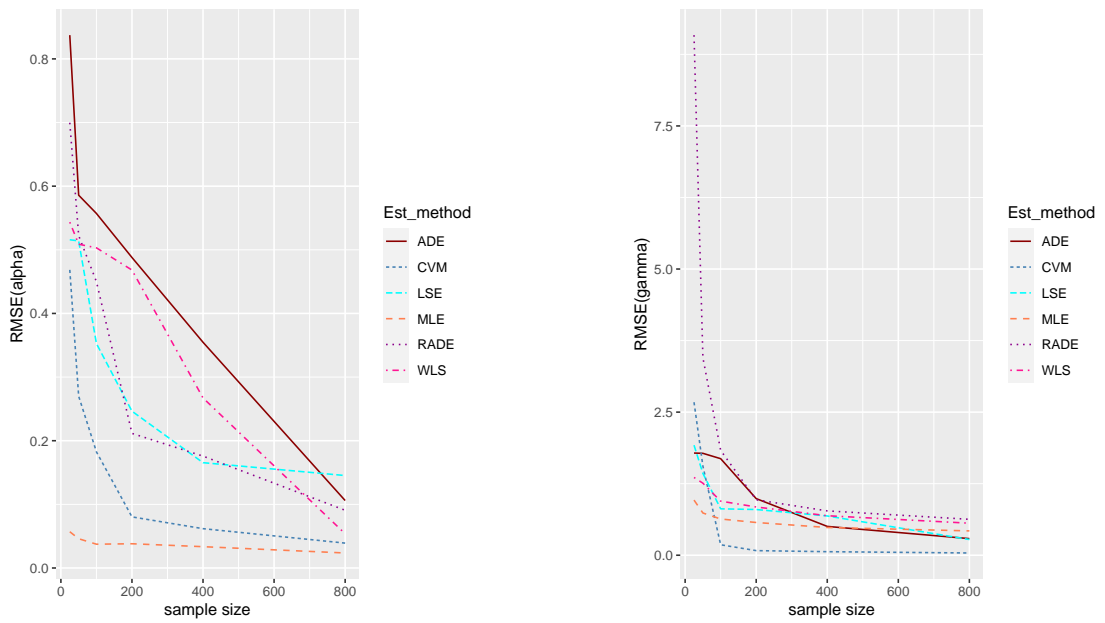 RMSE(alpha)
0.8
0.6
0.4
0.2
0.0
0
200
400
600
800
sample size
Est_method
ADE
CVM
LSE
MLE
RADE
WLS
RMSE(gamma)
7.5
5.0
2.5
0.0
0
200
400
600
800
sample size
Est_method
ADE
CVM
LSE
MLE
RADE
WLS